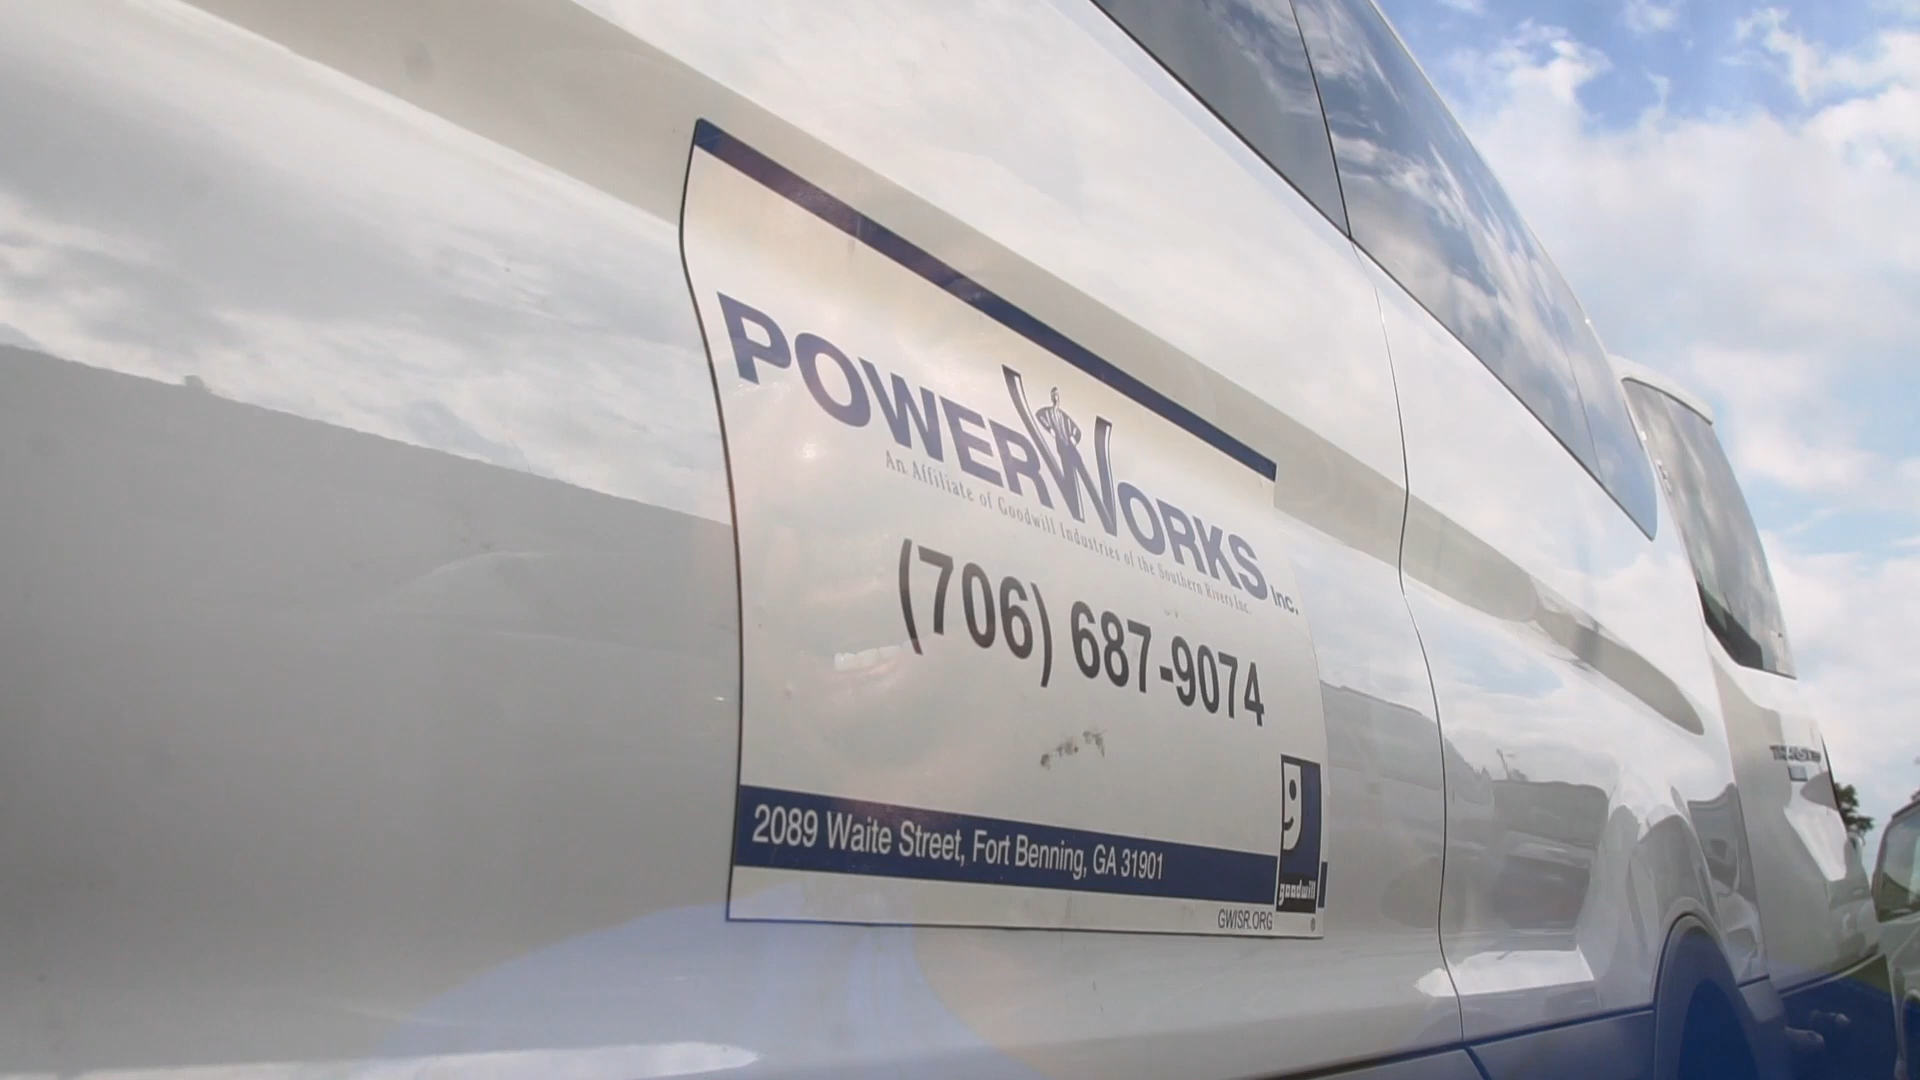 POWERWORKS, Inc.
An Affiliate of Goodwill Industries of the Southern Rivers Inc.
(706) 687-9074
2089 Waite Street, Fort Benning, GA 31901
goodwill
GWISR.ORG
®